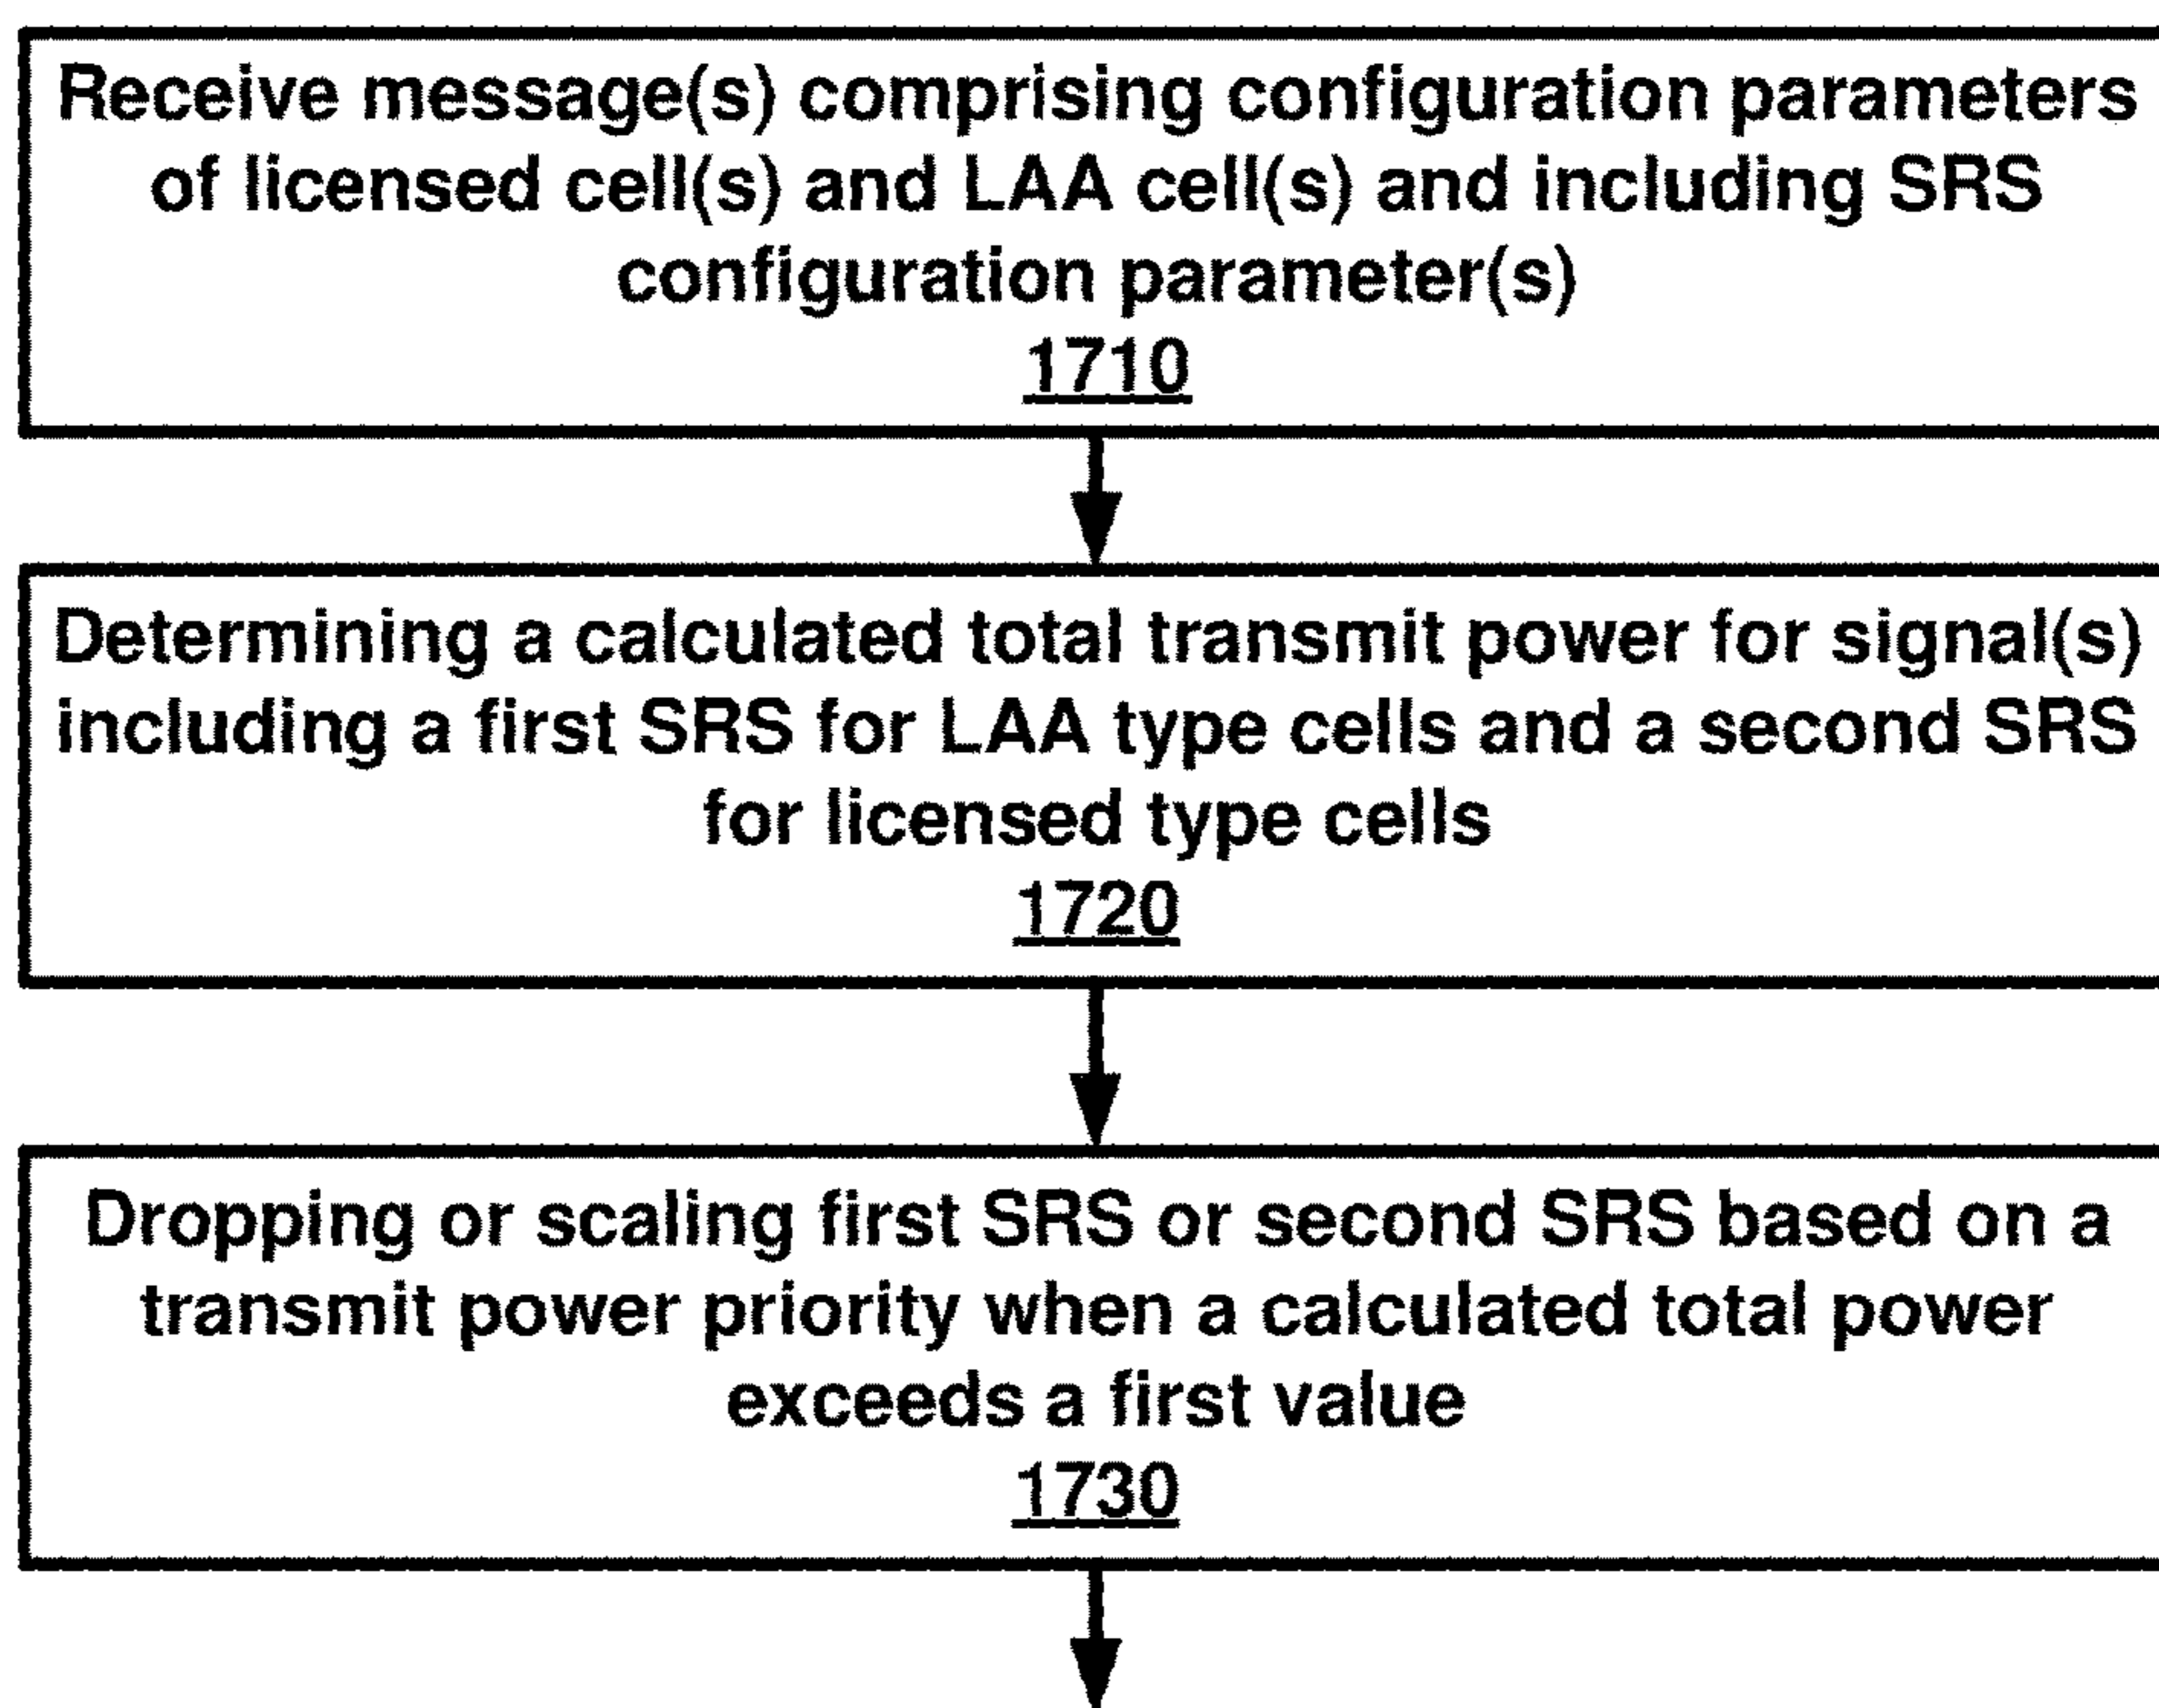 Receive message(s) comprising configuration parameters
of licensed cell(s) and LAA cell(s) and including SRS
configuration parameter(s)
1710
Determining a calculated total transmit power for signal(s)
including a first SRS for LAA type cells and a second SRS
for licensed type cells
1720
Dropping or scaling first SRS or second SRS based on a
transmit power priority when a calculated total power
exceeds a first value
1730